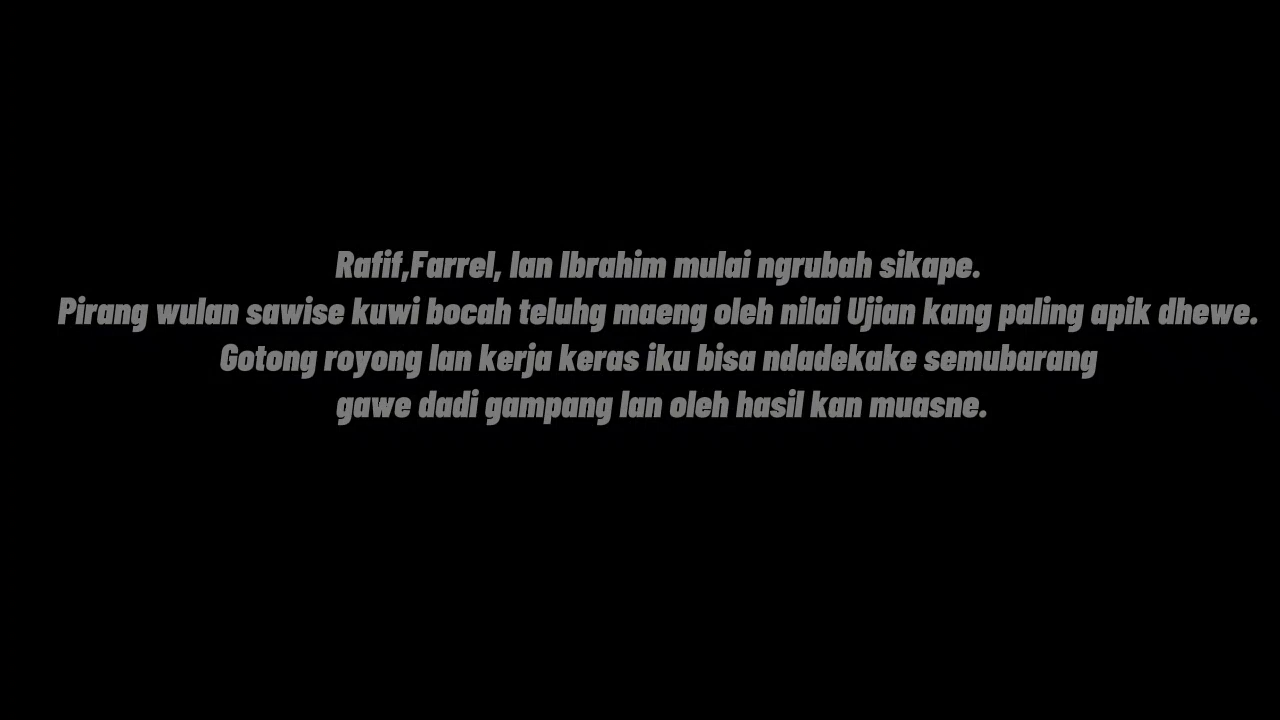 Rafif,Farrel, lan Ibrahim mulai ngrubah sikape.
Pirang wulan sawise kuwi bocah teluhg maeng oleh nilai Ujian kang paling apik dhewe.
Gotong royong lan kerja keras iku bisa ndadekake semubarang
gawe dadi gampang lan oleh hasil kan muasne.